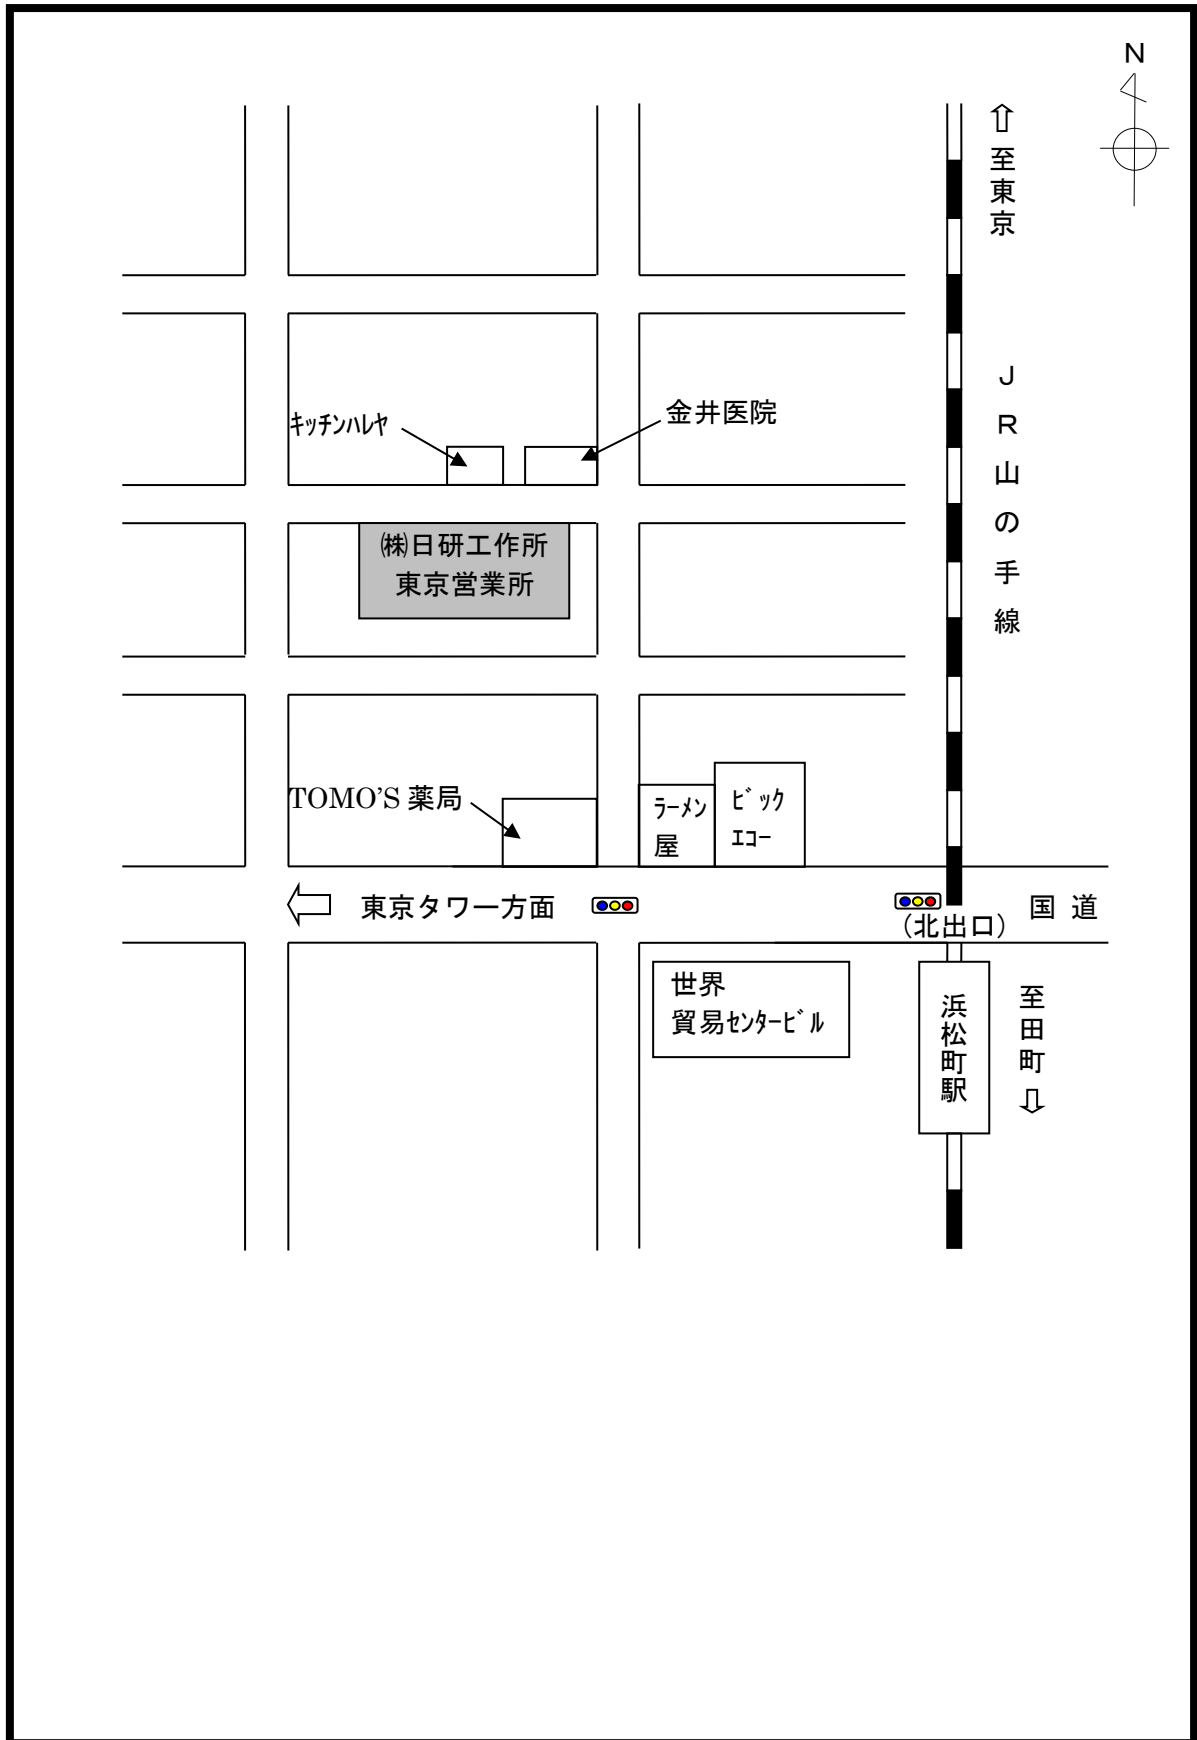 N
至東京
JR山の手線
金井医院
ｷｯﾁﾝﾊﾚﾔ
㈱日研工作所
東京営業所
TOMO'S 薬局
ﾗｰﾒﾝ
屋
ﾋﾞｯｸ
ｴｺｰ
東京タワー方面
(北出口)
国 道
世界
貿易ｾﾝﾀｰﾋﾞﾙ
浜松町駅
至田町